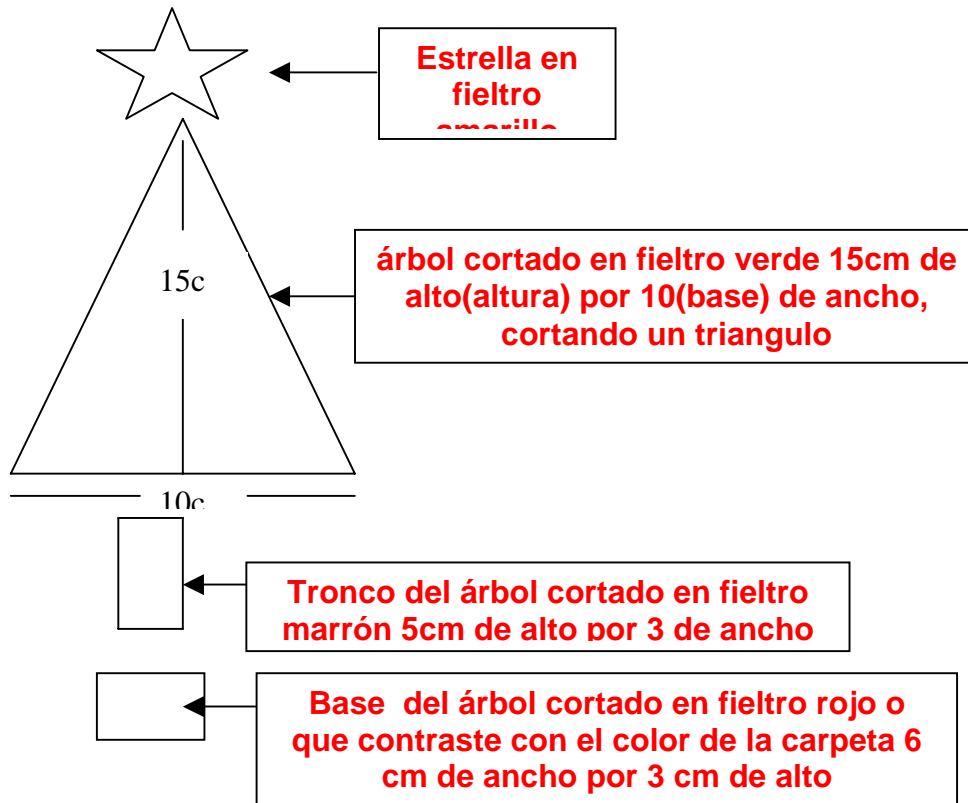 Estrella en
fieltro
amarillo
15c
árbol cortado en fieltro verde 15cm de
alto(altura) por 10(base) de ancho,
cortando un triangulo
10c
Tronco del árbol cortado en fieltro
marrón 5cm de alto por 3 de ancho
Base del árbol cortado en fieltro rojo o
que contraste con el color de la carpeta 6
cm de ancho por 3 cm de alto